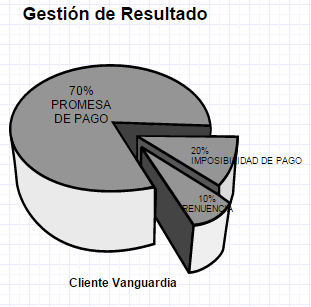 Gestión de Resultado
70%
PROMESA
DE PAGO
20%
IMPOSIBILIDAD DE PAGO
10%
RENUENCIA
Cliente Vanguardia